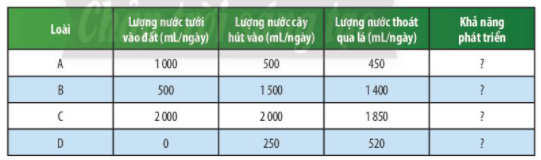 Loài
Lượng nước tưới vào đất (mL/ngày)
Lượng nước cây hút vào (mL/ngày)
Lượng nước thoát qua lá (mL/ngày)
Khả năng phát triển
A 1 000 500 450 ?
B 500 1 500 1 400 ?
C 2 000 2 000 1 850 ?
D 0 250 520 ?